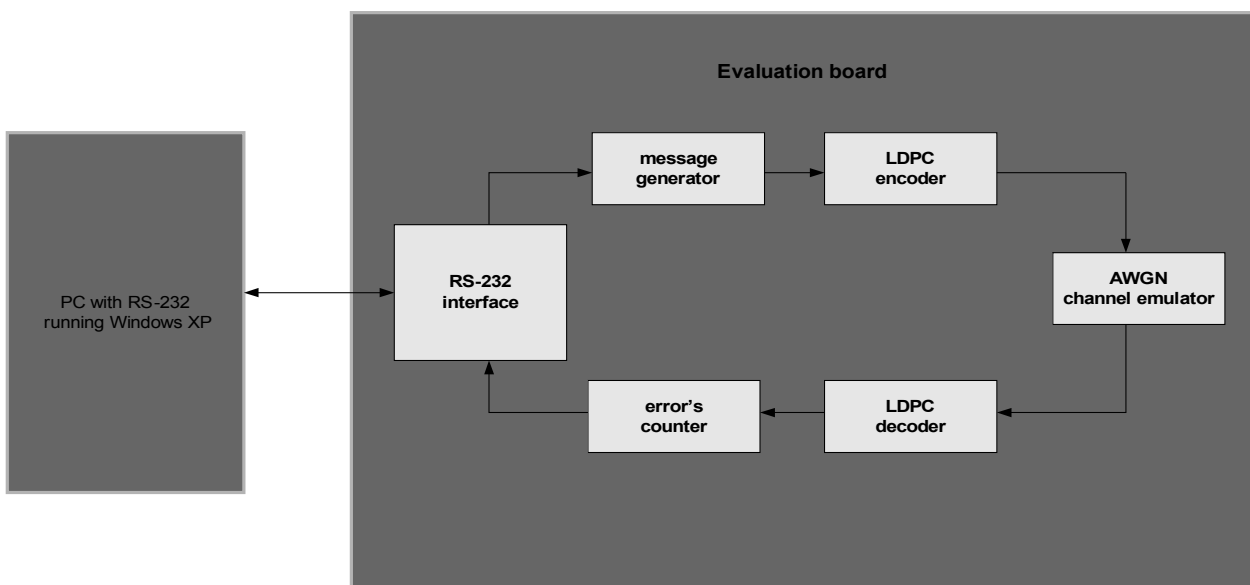 Evaluation board
message
generator
LDPC
encoder
RS-232
interface
AWGN
channel emulator
PC with RS-232
running Windows XP
error's
counter
LDPC
decoder